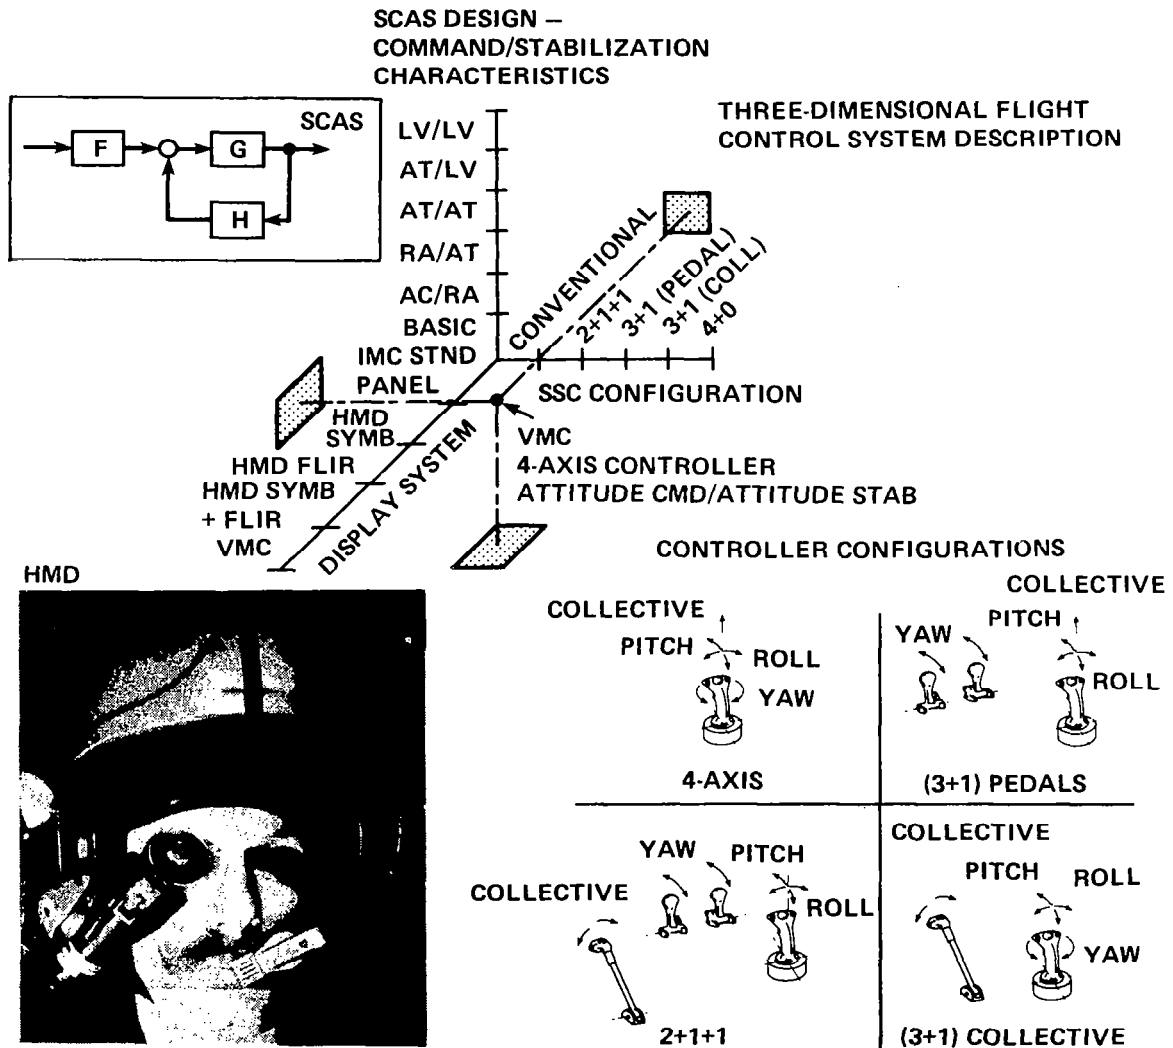 SCAS DESIGN –
COMMAND/STABILIZATION
CHARACTERISTICS
SCAS
F
G
H
THREE-DIMENSIONAL FLIGHT
CONTROL SYSTEM DESCRIPTION
LV/LV
AT/LV
AT/AT
RA/AT
AC/RA
BASIC
CONVENTIONAL
2+1+1
3+1 (PEDAL)
3+1 (COLL)
4+0
SSC CONFIGURATION
IMC STND
PANEL
HMD
SYMB
HMD FLIR
HMD SYMB
+ FLIR
VMC
DISPLAY SYSTEM
VMC
4-AXIS CONTROLLER
ATTITUDE CMD/ATTITUDE STAB
HMD
CONTROLLER CONFIGURATIONS
COLLECTIVE
PITCH
ROLL
YAW
4-AXIS
COLLECTIVE
PITCH
YAW
ROLL
(3+1) PEDALS
YAW
PITCH
COLLECTIVE
ROLL
2+1+1
COLLECTIVE
PITCH
ROLL
YAW
(3+1) COLLECTIVE